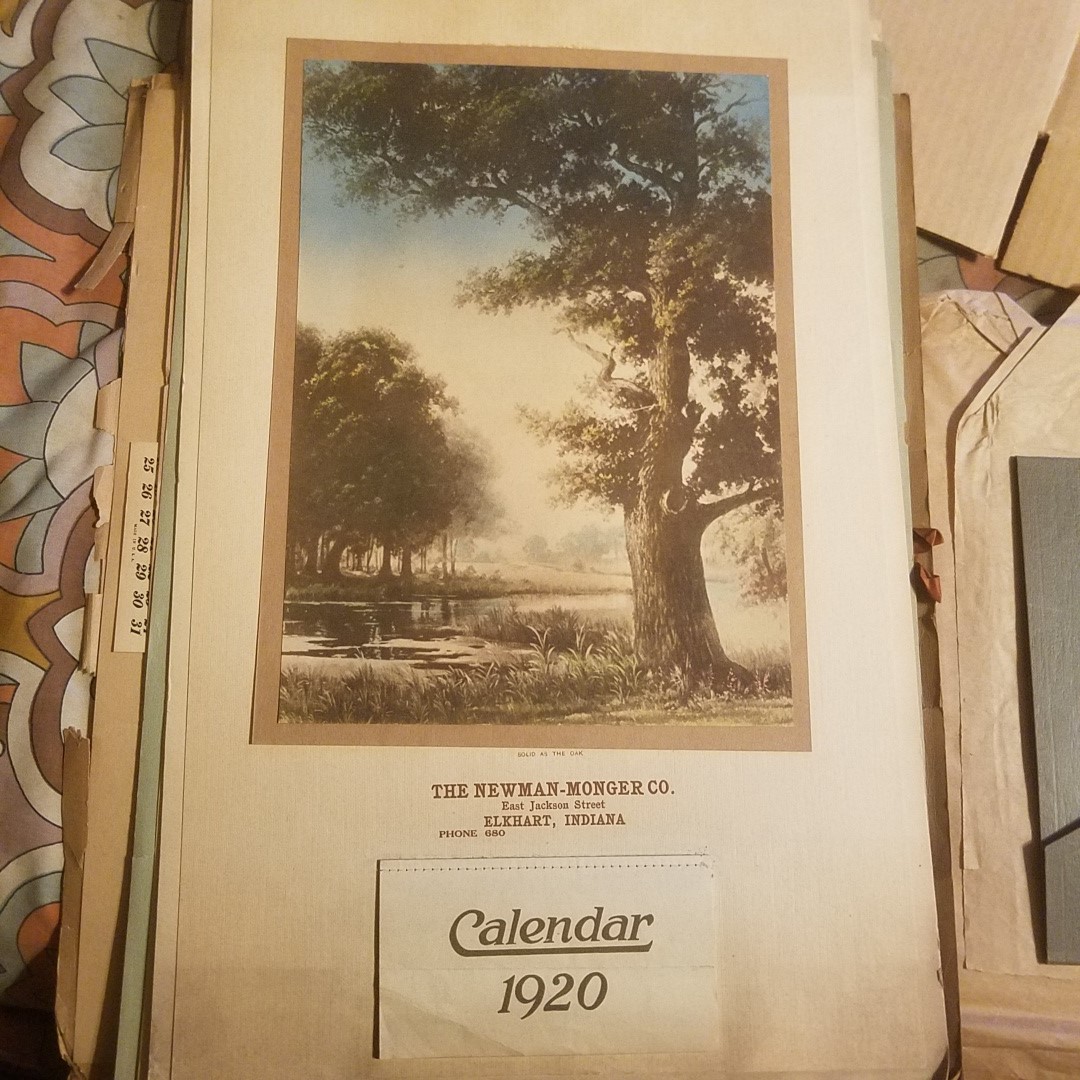 SOLID AS THE OAK
THE NEWMAN-MONGER CO.
East Jackson Street
ELKHART, INDIANA
PHONE 680
Calendar
1920
25 26 27 28 29 30 31